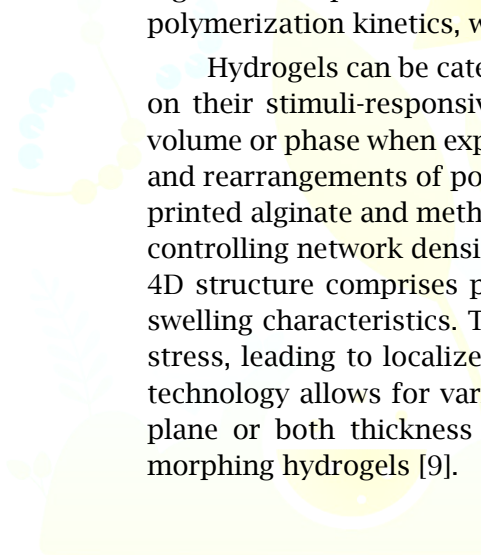 polymerization kinetics, w
Hydrogels can be cate
on their stimuli-responsiv
volume or phase when exp
and rearrangements of po
printed alginate and meth
controlling network densi
4D structure comprises p
swelling characteristics. T
stress, leading to localize
technology allows for var
plane or both thickness
morphing hydrogels [9].